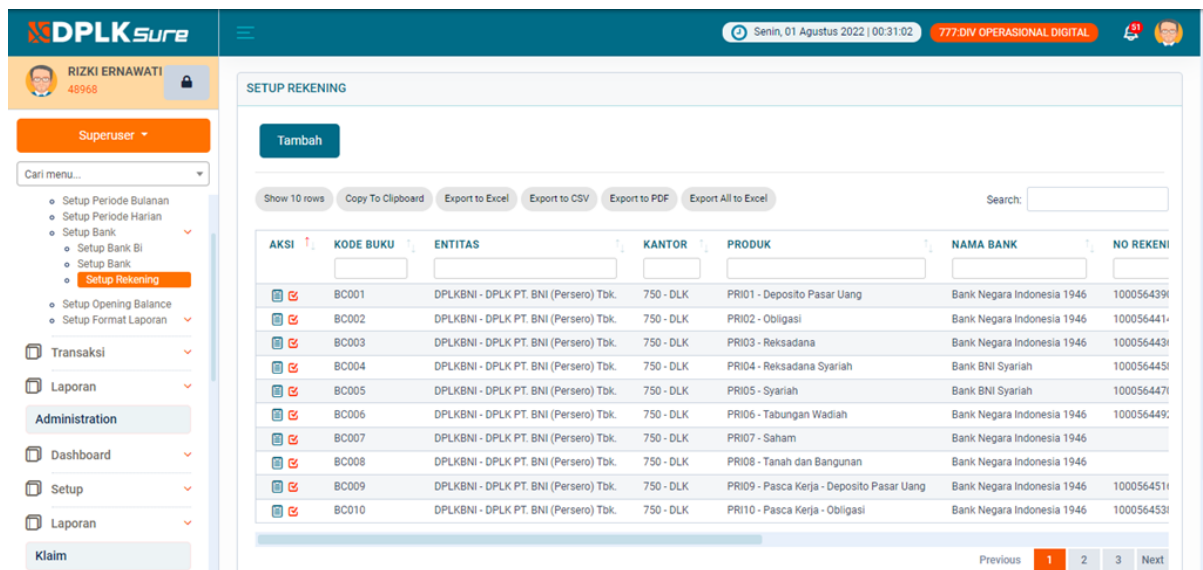 DPLK Sure
Senin, 01 Agustus 2022 | 00:31:02
777:DIV OPERASIONAL DIGITAL
51
RIZKI ERNAWATI
48968
Superuser
Cari menu...
Setup Periode Bulanan
Setup Periode Harian
Setup Bank
Setup Bank Bi
Setup Bank
Setup Rekening
Setup Opening Balance
Setup Format Laporan
Transaksi
Laporan
Administration
Dashboard
Setup
Laporan
Klaim
SETUP REKENING
Tambah
Show 10 rows Copy To Clipboard Export to Excel Export to CSV Export to PDF Export All to Excel Search:
AKSI KODE BUKU ENTITAS KANTOR PRODUK NAMA BANK NO REKENI
BC001 DPLKBNI - DPLK PT. BNI (Persero) Tbk. 750 - DLK PRI01 - Deposito Pasar Uang Bank Negara Indonesia 1946 100056439
BC002 DPLKBNI - DPLK PT. BNI (Persero) Tbk. 750 - DLK PRI02 - Obligasi Bank Negara Indonesia 1946 100056441
BC003 DPLKBNI - DPLK PT. BNI (Persero) Tbk. 750 - DLK PRI03 - Reksadana Bank Negara Indonesia 1946 100056443
BC004 DPLKBNI - DPLK PT. BNI (Persero) Tbk. 750 - DLK PRI04 - Reksadana Syariah Bank BNI Syariah 100056445
BC005 DPLKBNI - DPLK PT. BNI (Persero) Tbk. 750 - DLK PRI05 - Syariah Bank BNI Syariah 100056447
BC006 DPLKBNI - DPLK PT. BNI (Persero) Tbk. 750 - DLK PRI06 - Tabungan Wadiah Bank Negara Indonesia 1946 100056449
BC007 DPLKBNI - DPLK PT. BNI (Persero) Tbk. 750 - DLK PRI07 - Saham Bank Negara Indonesia 1946
BC008 DPLKBNI - DPLK PT. BNI (Persero) Tbk. 750 - DLK PRI08 - Tanah dan Bangunan Bank Negara Indonesia 1946
BC009 DPLKBNI - DPLK PT. BNI (Persero) Tbk. 750 - DLK PRI09 - Pasca Kerja - Deposito Pasar Uang Bank Negara Indonesia 1946 100056451
BC010 DPLKBNI - DPLK PT. BNI (Persero) Tbk. 750 - DLK PRI10 - Pasca Kerja - Obligasi Bank Negara Indonesia 1946 100056453
Previous 1 2 3 Next